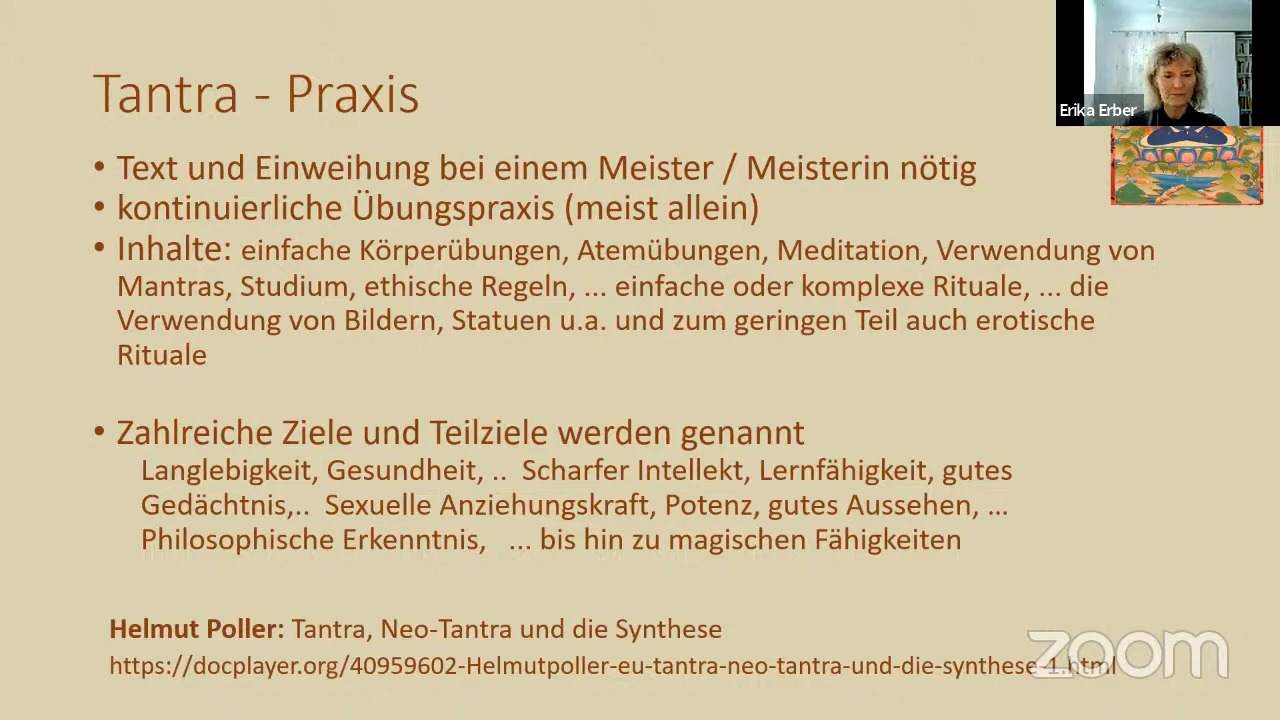 Tantra - Praxis
Erika Erber
• Text und Einweihung bei einem Meister / Meisterin nötig
• kontinuierliche Übungspraxis (meist allein)
• Inhalte: einfache Körperübungen, Atemübungen, Meditation, Verwendung von
Mantras, Studium, ethische Regeln, ... einfache oder komplexe Rituale, ... die
Verwendung von Bildern, Statuen u.a. und zum geringen Teil auch erotische
Rituale
• Zahlreiche Ziele und Teilziele werden genannt
Langlebigkeit, Gesundheit, .. Scharfer Intellekt, Lernfähigkeit, gutes
Gedächtnis,.. Sexuelle Anziehungskraft, Potenz, gutes Aussehen, …
Philosophische Erkenntnis, ... bis hin zu magischen Fähigkeiten
Helmut Poller: Tantra, Neo-Tantra und die Synthese
https://docplayer.org/40959602-Helmutpoller-eu-tantra-neo-tantra-und-die-synthese-1.html
zoom